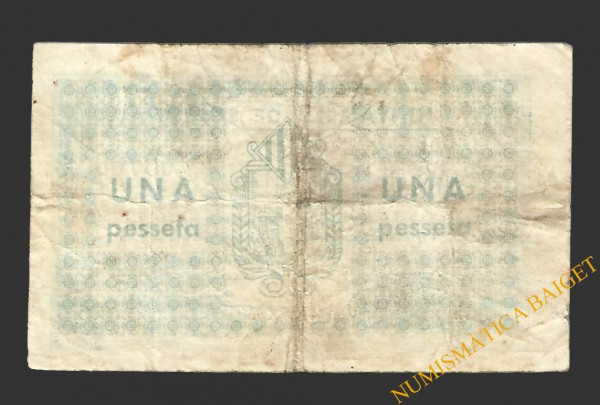 UNA UNA
pesseta pesseta
NUMISMATICA BAIGET